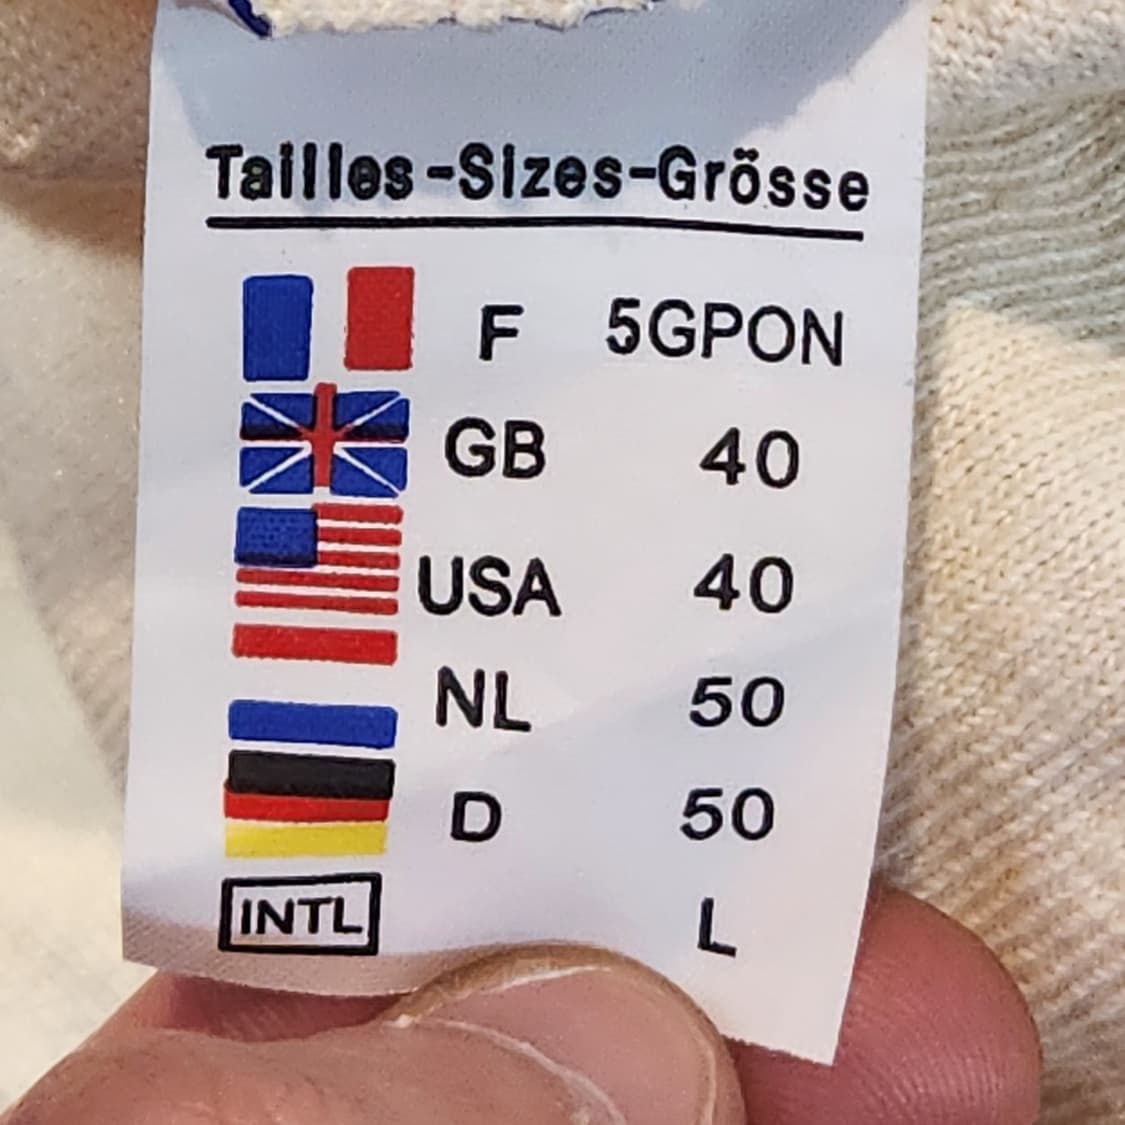 Tailles-Sizes-Grösse
F 5GPON
GB 40
USA 40
NL 50
D 50
INTL L